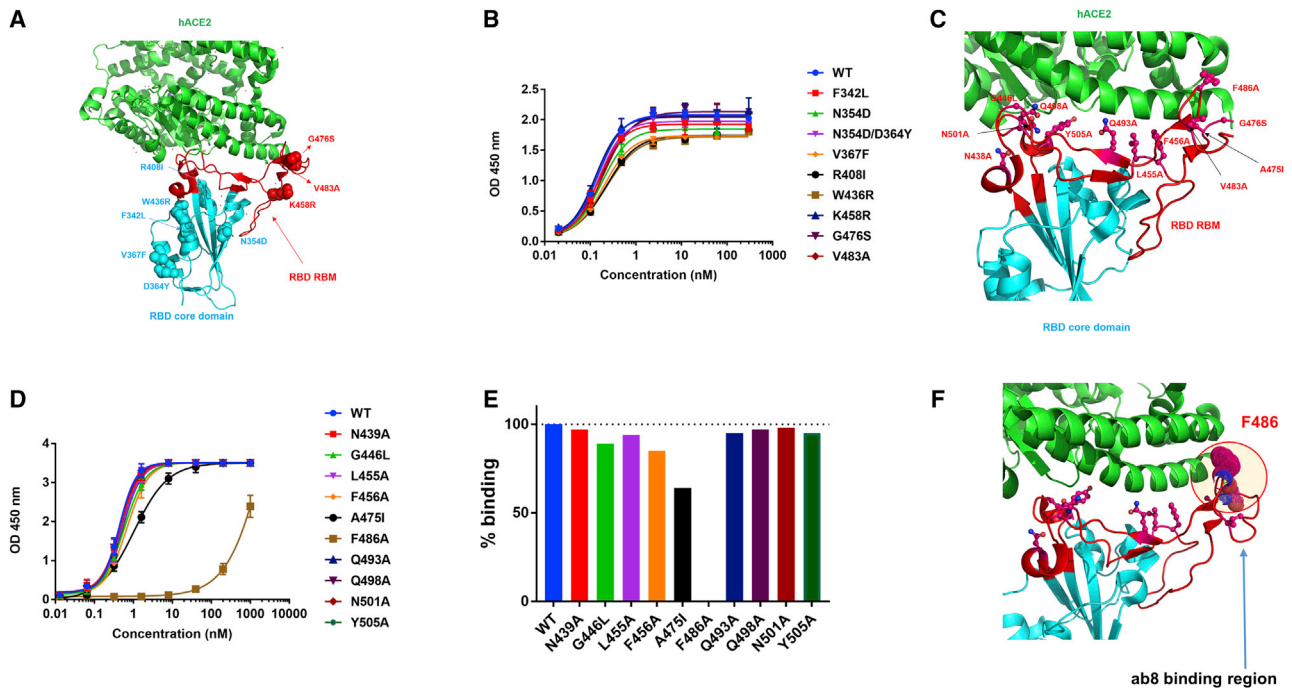 A
hACE2
G476S
R408I
V483A
W436R
K458R
F342L
N354D
V367F
RBD RBM
D364Y
RBD core domain
B
OD 450 nm
2.5
2.0
1.5
1.0
0.5
0.0
0.01 0.1 1 10 100 1000
Concentration (nM)
WT
F342L
N354D
N354D/D364Y
V367F
R408I
W436R
K458R
G476S
V483A
C
hACE2
F486A
G446L
Q498A
Q493A
G476S
N501A
Y505A
F456A
N438A
L455A
A475I
V483A
RBD RBM
RBD core domain
D
OD 450 nm
4
3
2
1
0
0.01 0.1 1 10 100 1000 10000
Concentration (nM)
WT
N439A
G446L
L455A
F456A
A475I
F486A
Q493A
Q498A
N501A
Y505A
E
% binding
100
50
0
WT
N439A
G446L
L455A
F456A
A475I
F486A
Q493A
Q498A
N501A
Y505A
F
F486
ab8 binding region